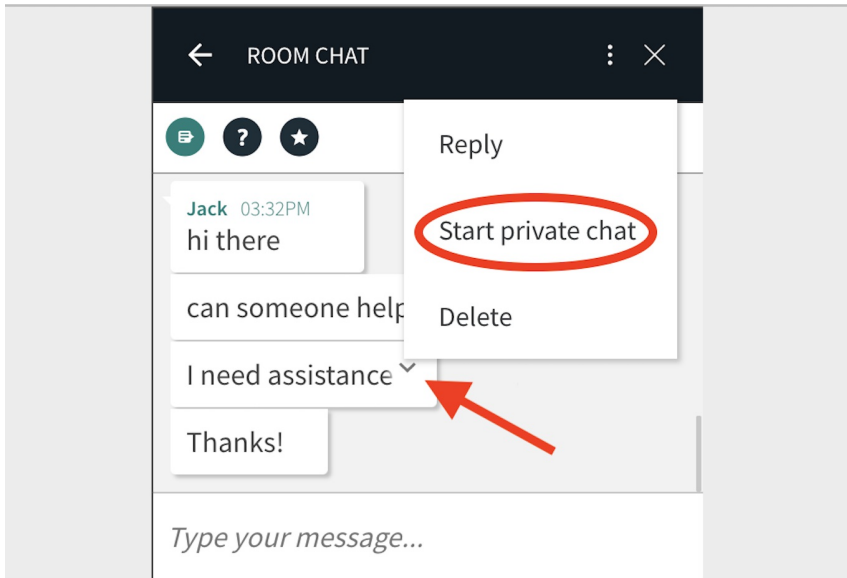 ROOM CHAT
?
Reply
Jack 03:32PM
hi there
Start private chat
can someone help
Delete
I need assistance
Thanks!
Type your message...